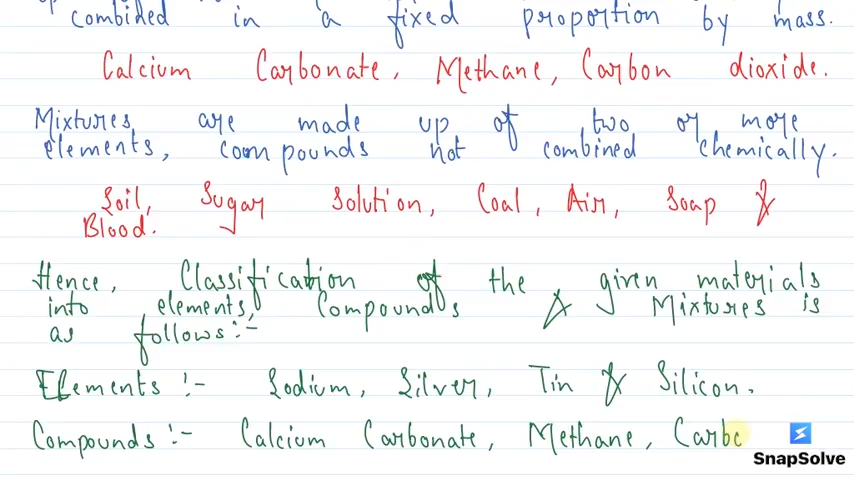 up
combined in a fixed proportion by mass.
Calcium Carbonate, Methane, Carbon dioxide.
Mixtures are made up of two or more
elements, compounds not combined chemically.
Soil, Sugar Solution, Coal, Air, Soap &
Blood.
Hence, Classification of the given materials
into elements, Compounds & Mixtures is
as follows:-
Elements :- Sodium, Silver, Tin & Silicon.
Compounds :- Calcium Carbonate, Methane, Carbo
SnapSolve